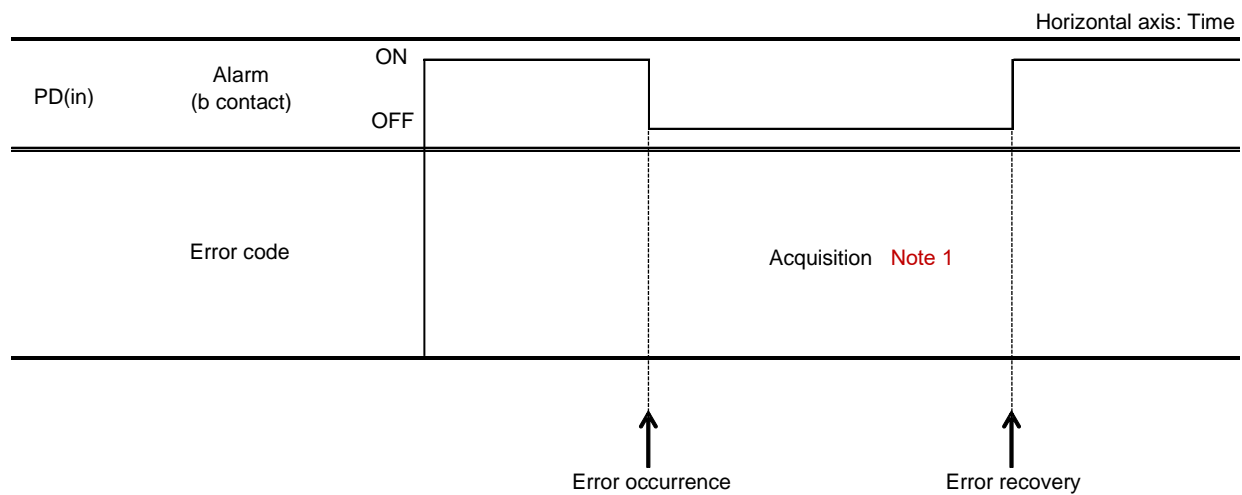 Horizontal axis: Time
PD(in)
Alarm
(b contact)
ON
OFF
Error code
Acquisition Note 1
Error occurrence
Error recovery